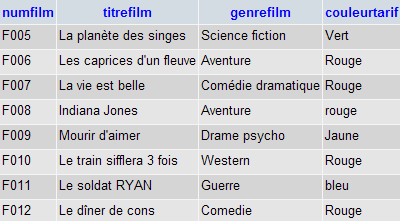 numfilm titrefilm genrefilm couleurtarif
F005 La planète des singes Science fiction Vert
F006 Les caprices d'un fleuve Aventure Rouge
F007 La vie est belle Comédie dramatique Rouge
F008 Indiana Jones Aventure rouge
F009 Mourir d'aimer Drame psycho Jaune
F010 Le train sifflera 3 fois Western Rouge
F011 Le soldat RYAN Guerre bleu
F012 Le dîner de cons Comedie Rouge